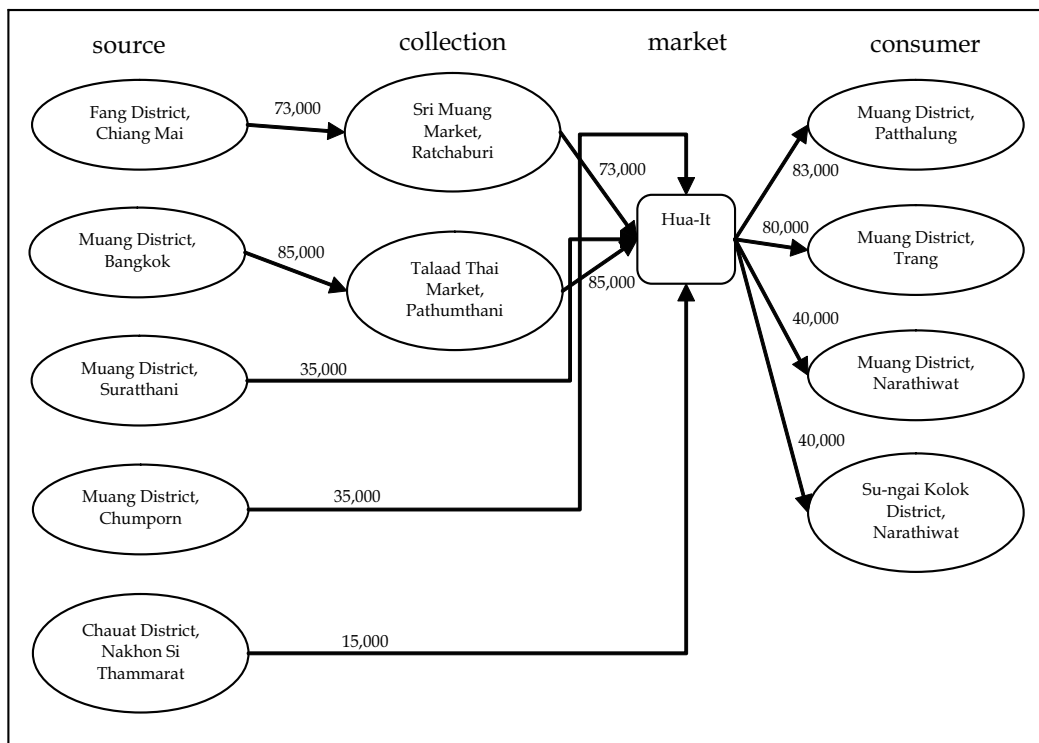 source
collection
market
consumer
Fang District,
Chiang Mai
73,000
Sri Muang
Market,
Ratchaburi
73,000
Muang District,
Bangkok
85,000
Talaad Thai
Market,
Pathumthani
85,000
Muang District,
Suratthani
35,000
Muang District,
Chumporn
35,000
Chauat District,
Nakhon Si
Thammarat
15,000
Hua-It
83,000
Muang District,
Patthalung
80,000
Muang District,
Trang
40,000
Muang District,
Narathiwat
40,000
Su-ngai Kolok
District,
Narathiwat